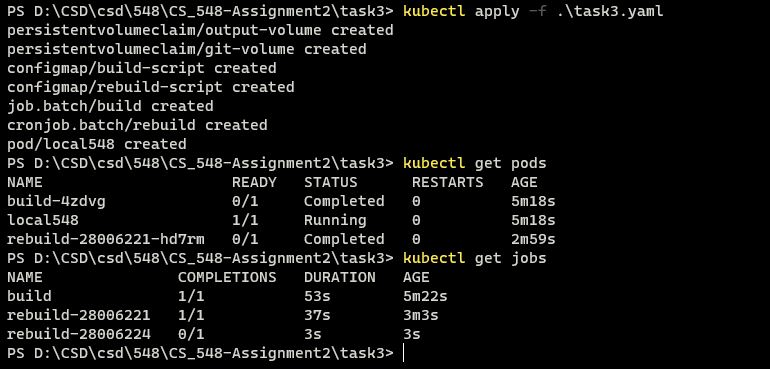 PS D:\CSD\csd\548\CS_548-Assignment2\task3> kubectl apply -f .\task3.yaml
persistentvolumeclaim/output-volume created
persistentvolumeclaim/git-volume created
configmap/build-script created
configmap/rebuild-script created
job.batch/build created
cronjob.batch/rebuild created
pod/local548 created
PS D:\CSD\csd\548\CS_548-Assignment2\task3> kubectl get pods
NAME READY STATUS RESTARTS AGE
build-4zdvg 0/1 Completed 0 5m18s
local548 1/1 Running 0 5m18s
rebuild-28006221-hd7rm 0/1 Completed 0 2m59s
PS D:\CSD\csd\548\CS_548-Assignment2\task3> kubectl get jobs
NAME COMPLETIONS DURATION AGE
build 1/1 53s 5m22s
rebuild-28006221 1/1 37s 3m3s
rebuild-28006224 0/1 3s 3s
PS D:\CSD\csd\548\CS_548-Assignment2\task3>